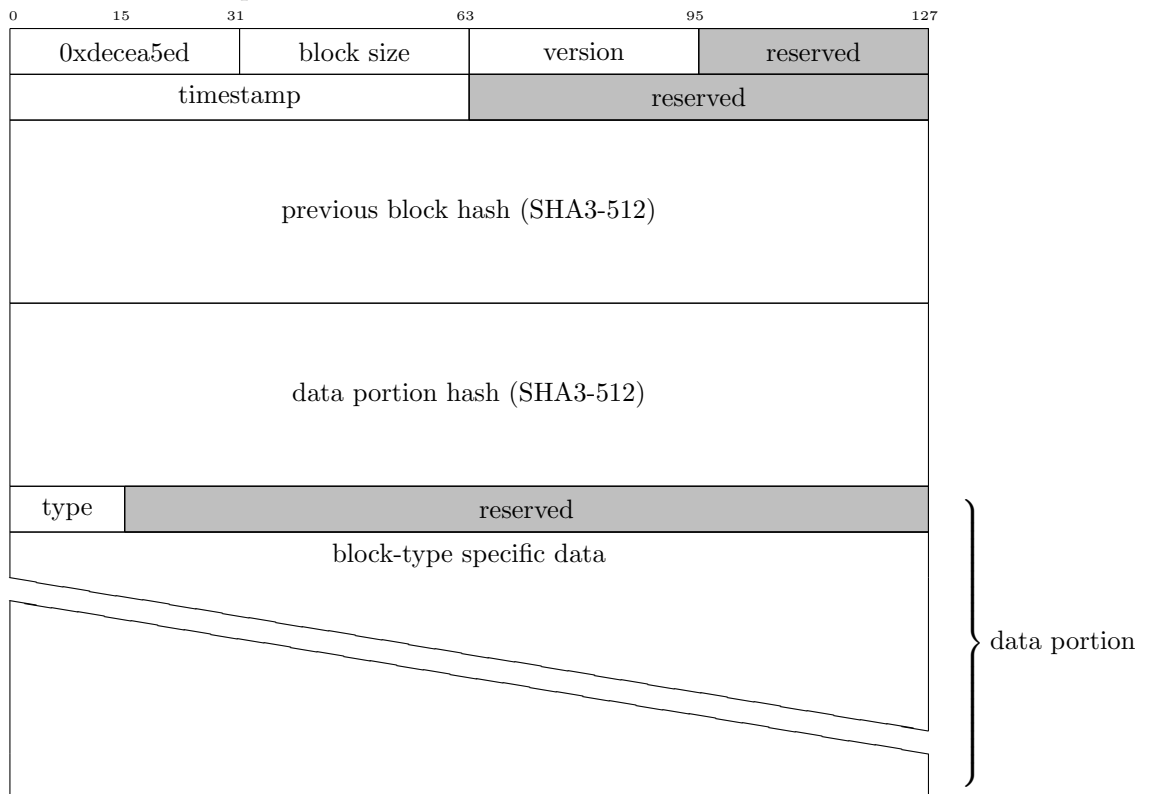 0 15 31 63 95 127
0xdecea5ed block size version reserved
timestamp reserved
previous block hash (SHA3-512)
data portion hash (SHA3-512)
type reserved
block-type specific data
data portion